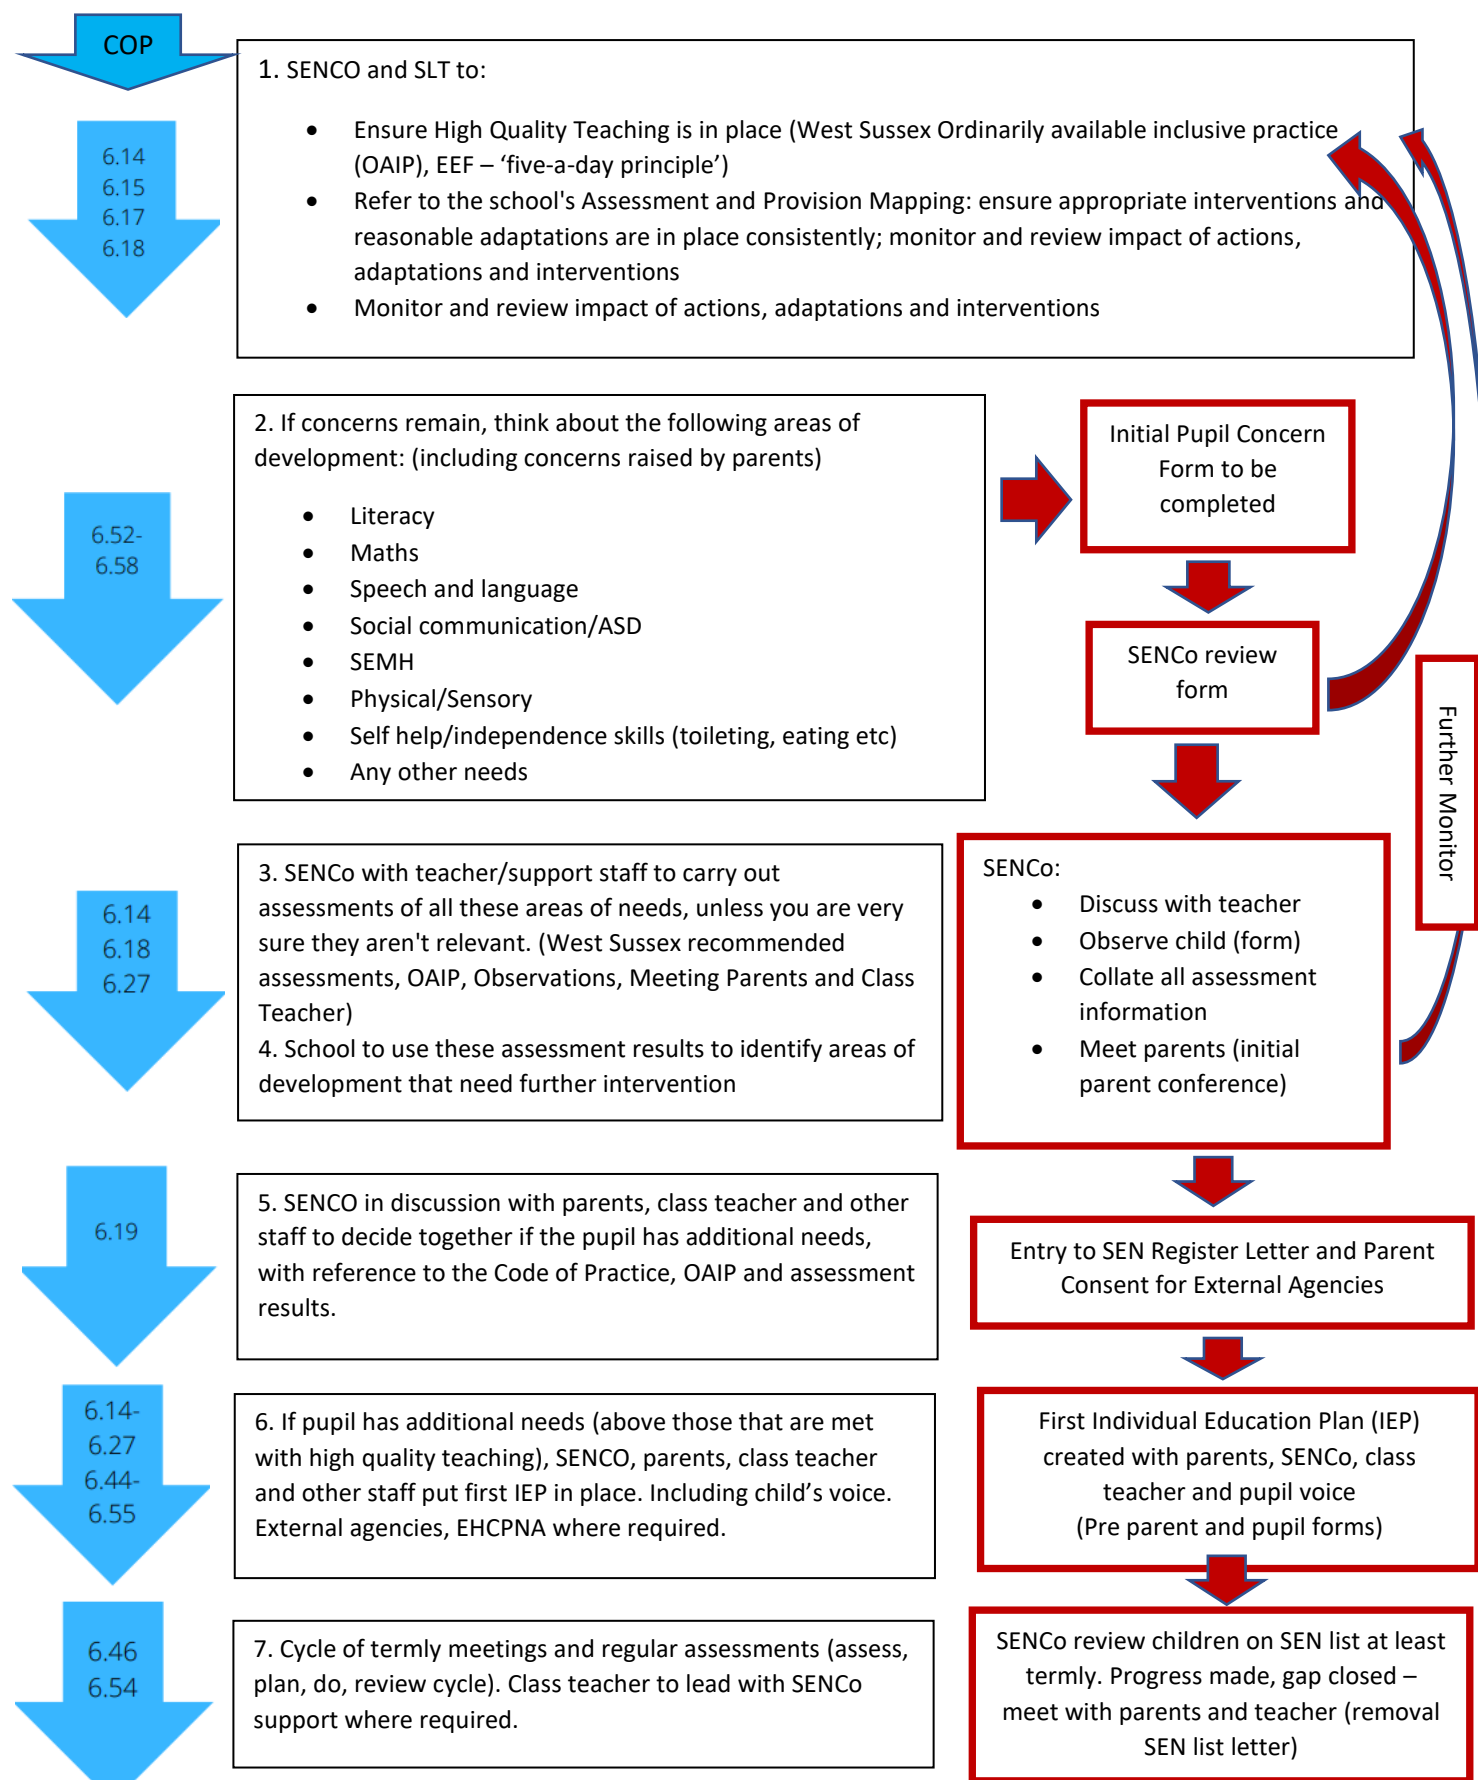 COP
1. SENCO and SLT to:
• Ensure High Quality Teaching is in place (West Sussex Ordinarily available inclusive practice
(OAIP), EEF – ‘five-a-day principle’)
• Refer to the school's Assessment and Provision Mapping: ensure appropriate interventions and
reasonable adaptations are in place consistently; monitor and review impact of actions,
adaptations and interventions
• Monitor and review impact of actions, adaptations and interventions
6.14
6.15
6.17
6.18
2. If concerns remain, think about the following areas of
development: (including concerns raised by parents)
• Literacy
• Maths
• Speech and language
• Social communication/ASD
• SEMH
• Physical/Sensory
• Self help/independence skills (toileting, eating etc)
• Any other needs
6.52-
6.58
Initial Pupil Concern
Form to be
completed
SENCo review
form
Further Monitor
6.14
6.18
6.27
3. SENCo with teacher/support staff to carry out
assessments of all these areas of needs, unless you are very
sure they aren't relevant. (West Sussex recommended
assessments, OAIP, Observations, Meeting Parents and Class
Teacher)
4. School to use these assessment results to identify areas of
development that need further intervention
SENCo:
• Discuss with teacher
• Observe child (form)
• Collate all assessment
information
• Meet parents (initial
parent conference)
6.19
5. SENCO in discussion with parents, class teacher and other
staff to decide together if the pupil has additional needs,
with reference to the Code of Practice, OAIP and assessment
results.
Entry to SEN Register Letter and Parent
Consent for External Agencies
6.14-
6.27
6.44-
6.55
6. If pupil has additional needs (above those that are met
with high quality teaching), SENCO, parents, class teacher
and other staff put first IEP in place. Including child’s voice.
External agencies, EHCPNA where required.
First Individual Education Plan (IEP)
created with parents, SENCo, class
teacher and pupil voice
(Pre parent and pupil forms)
6.46
6.54
7. Cycle of termly meetings and regular assessments (assess,
plan, do, review cycle). Class teacher to lead with SENCo
support where required.
SENCo review children on SEN list at least
termly. Progress made, gap closed –
meet with parents and teacher (removal
SEN list letter)